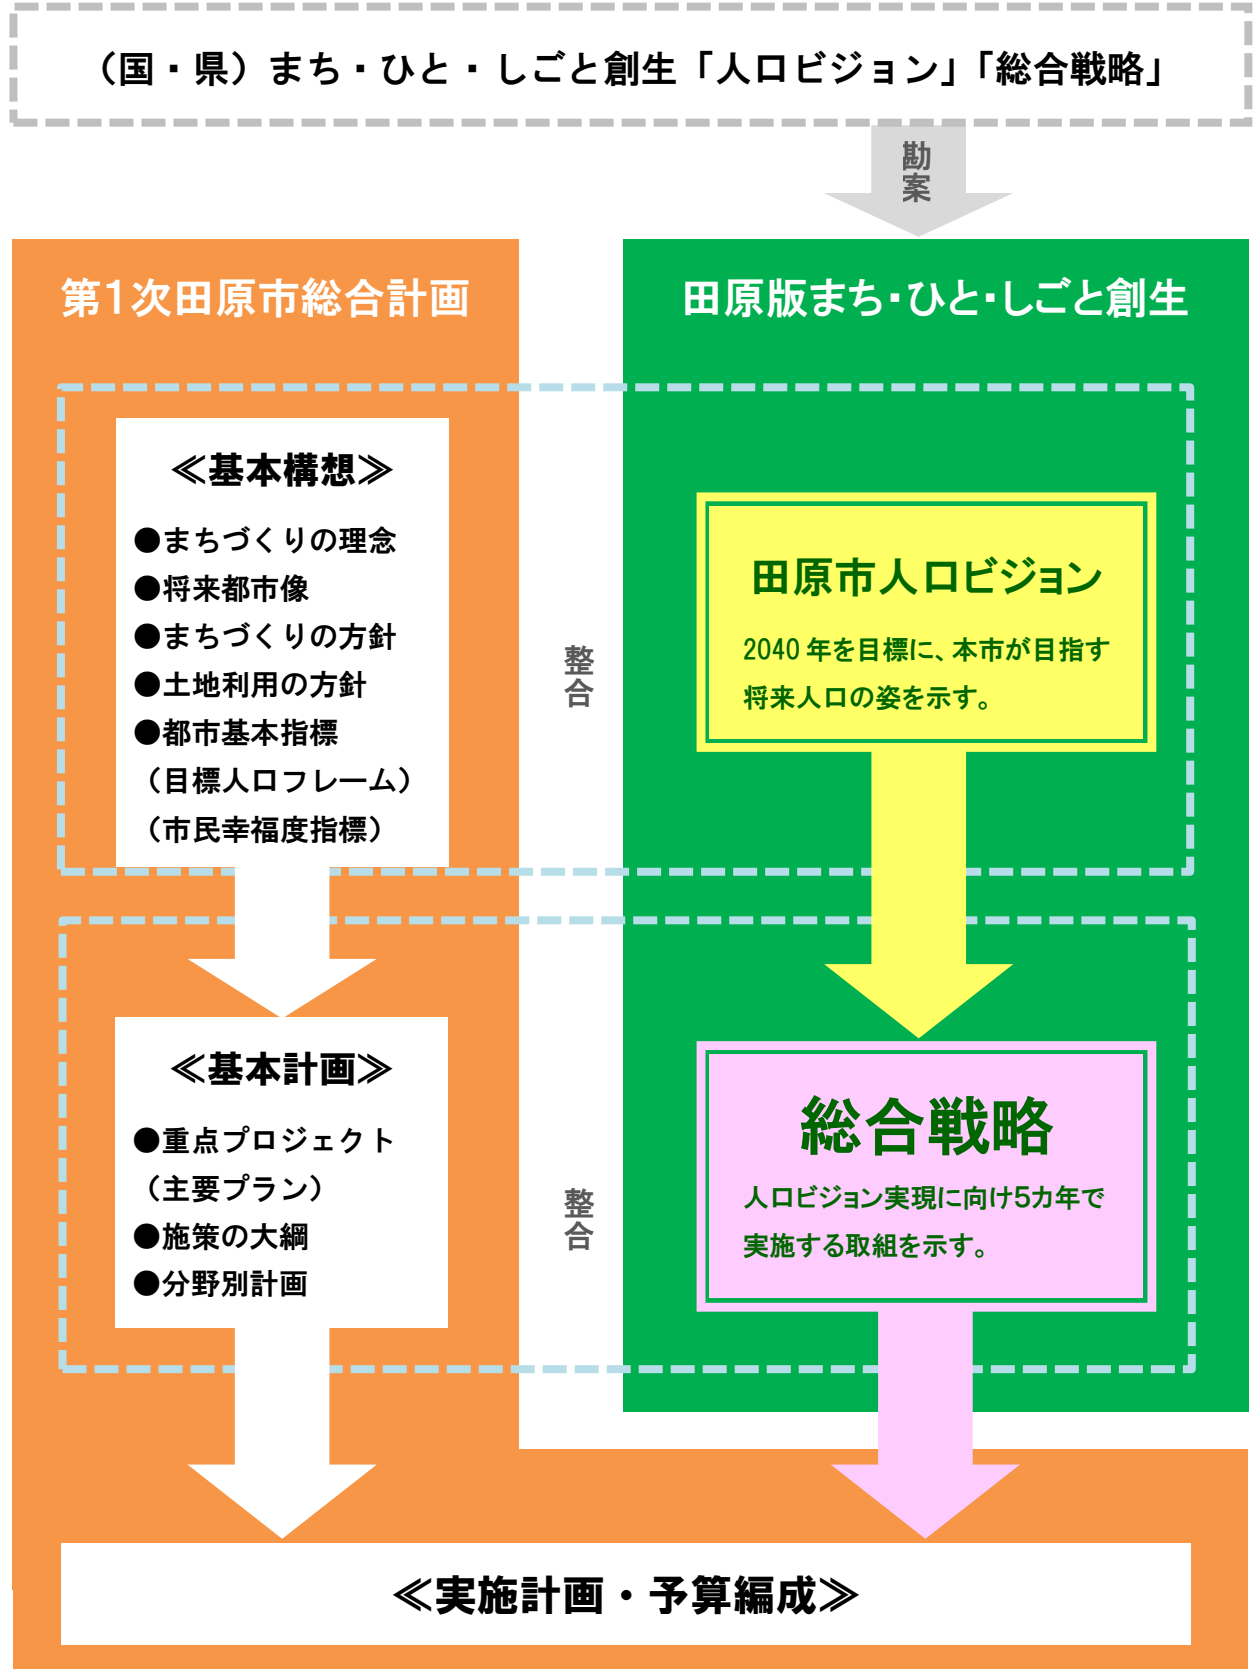 （国・県）まち・ひと・しごと創生「人口ビジョン」「総合戦略」
勘案
第1次田原市総合計画
≪基本構想≫
●まちづくりの理念
●将来都市像
●まちづくりの方針
●土地利用の方針
●都市基本指標
（目標人口フレーム）
（市民幸福度指標）
整合
田原版まち・ひと・しごと創生
田原市人口ビジョン
2040年を目標に、本市が目指す
将来人口の姿を示す。
≪基本計画≫
●重点プロジェクト
（主要プラン）
●施策の大綱
●分野別計画
整合
総合戦略
人口ビジョン実現に向け5カ年で
実施する取組を示す。
≪実施計画・予算編成≫